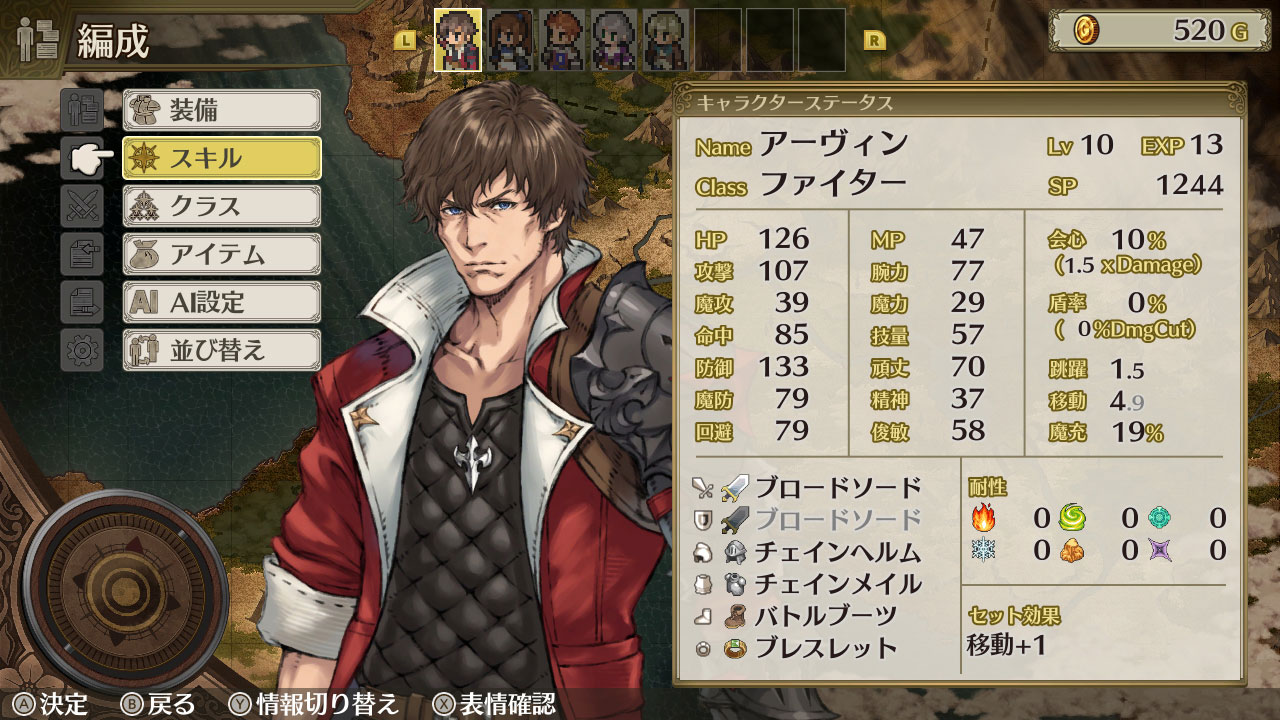 編成
L
R
520 G
装備
スキル
クラス
アイテム
AI AI設定
並び替え
キャラクターステータス
Name アーヴィン Lv 10 EXP 13
Class ファイター SP 1244
HP 126 MP 47 会心 10%
攻撃 107 腕力 77 (1.5 xDamage)
魔攻 39 魔力 29 盾率 0%
命中 85 技量 57 ( 0%DmgCut)
防御 133 頑丈 70 跳躍 1.5
魔防 79 精神 37 移動 4.9
回避 79 俊敏 58 魔充 19%
ブロードソード 耐性
ブロードソード 0 0 0
チェインヘルム 0 0 0
チェインメイル
バトルブーツ セット効果
ブレスレット 移動+1
A 決定 B 戻る Y 情報切り替え X 表情確認